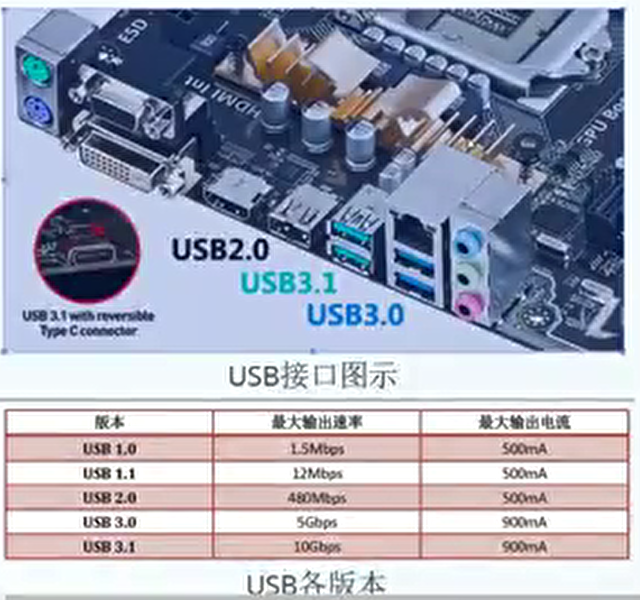 E5D
HDMI Int
USB2.0
USB3.1
USB3.0
USB 3.1 with reversible
Type C connector
USB接口图示
版本 最大输出速率 最大输出电流
USB 1.0 1.5Mbps 500mA
USB 1.1 12Mbps 500mA
USB 2.0 480Mbps 500mA
USB 3.0 5Gbps 900mA
USB 3.1 10Gbps 900mA
USB各版本